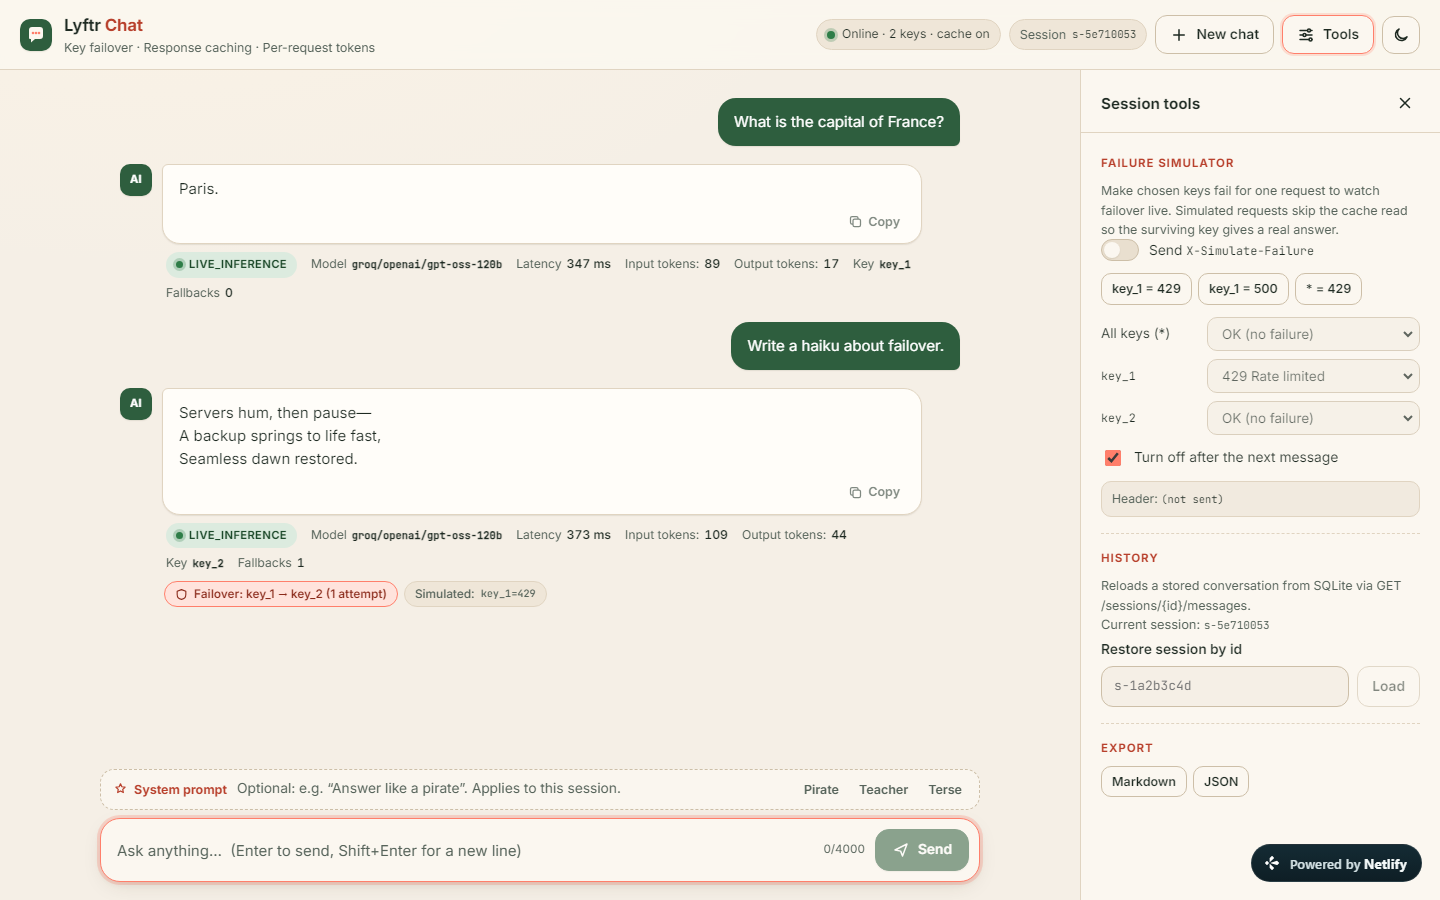 Lyftr Chat
Key failover · Response caching · Per-request tokens
Online · 2 keys · cache on
Session s-5e710053
New chat
Tools
What is the capital of France?
AI
Paris.
Copy
LIVE_INFERENCE Model groq/openai/gpt-oss-120b Latency 347 ms Input tokens: 89 Output tokens: 17 Key key_1
Fallbacks 0
Write a haiku about failover.
AI
Servers hum, then pause—
A backup springs to life fast,
Seamless dawn restored.
Copy
LIVE_INFERENCE Model groq/openai/gpt-oss-120b Latency 373 ms Input tokens: 109 Output tokens: 44
Key key_2 Fallbacks 1
Failover: key_1 → key_2 (1 attempt) Simulated: key_1=429
System prompt Optional: e.g. “Answer like a pirate”. Applies to this session. Pirate Teacher Terse
Ask anything... (Enter to send, Shift+Enter for a new line) 0/4000 Send
Session tools
FAILURE SIMULATOR
Make chosen keys fail for one request to watch
failover live. Simulated requests skip the cache read
so the surviving key gives a real answer.
Send X-Simulate-Failure
key_1 = 429 key_1 = 500 * = 429
All keys (*) OK (no failure)
key_1 429 Rate limited
key_2 OK (no failure)
Turn off after the next message
Header: (not sent)
HISTORY
Reloads a stored conversation from SQLite via GET
/sessions/{id}/messages.
Current session: s-5e710053
Restore session by id
s-1a2b3c4d Load
EXPORT
Markdown JSON
Powered by Netlify